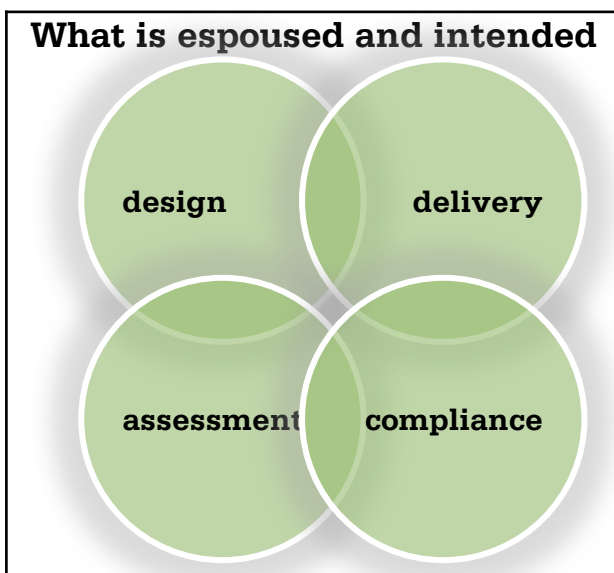 What is espoused and intended
design
delivery
assessment
compliance